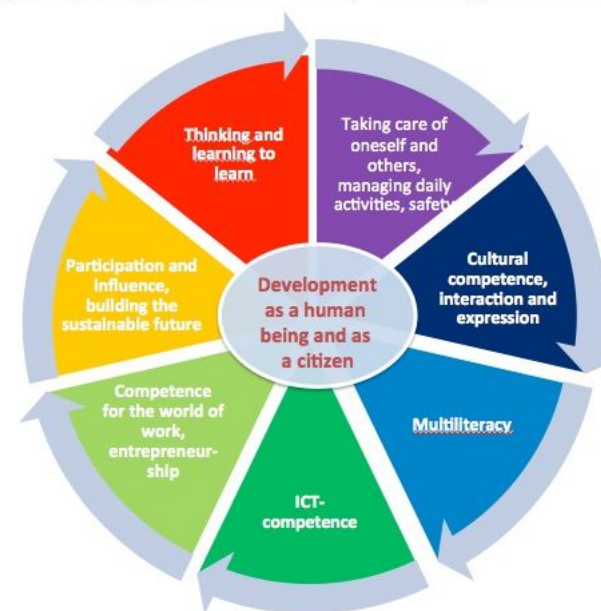 Thinking and
learning to
learn
Taking care of
oneself and
others,
managing daily
activities, safety
Cultural
competence,
interaction and
expression
Multiliteracy
ICT-
competence
Competence
for the world of
work,
entrepreneur-
ship
Participation and
influence,
building the
sustainable future
Development
as a human
being and as
a citizen